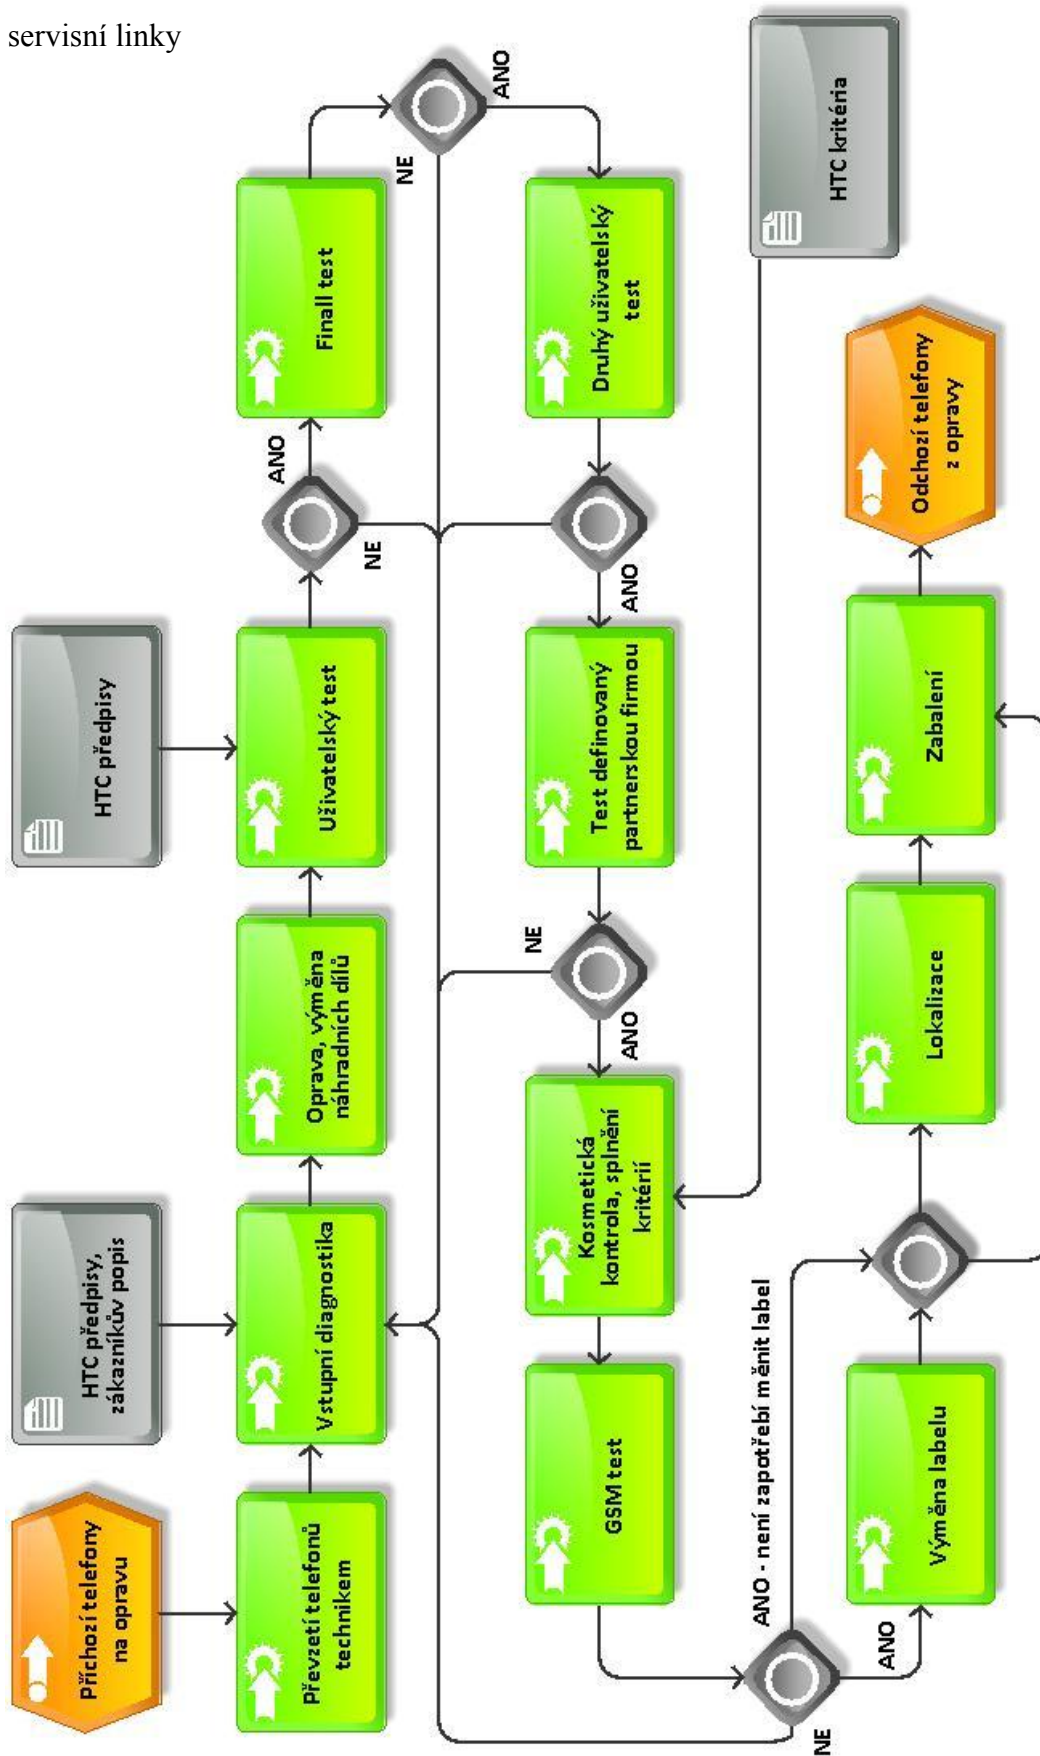 servisní linky
Příchozí telefony
na opravu
HTC předpisy,
zákazníkův popis
HTC předpisy
Převzetí telefonů
technikem
Vstupní diagnostika
Oprava, výměna
náhradních dílů
Uživatelský test
ANO
NE
Finall test
NE
ANO
Druhý uživatelský
test
ANO
Test definovaný
partnerskou firmou
NE
ANO
Kosmetická
kontrola, splnění
kritérií
HTC kritéria
GSM test
ANO - není zapotřebí měnit label
NE
ANO
Výměna labelu
Lokalizace
Zabalení
Odchozí telefony
z opravy